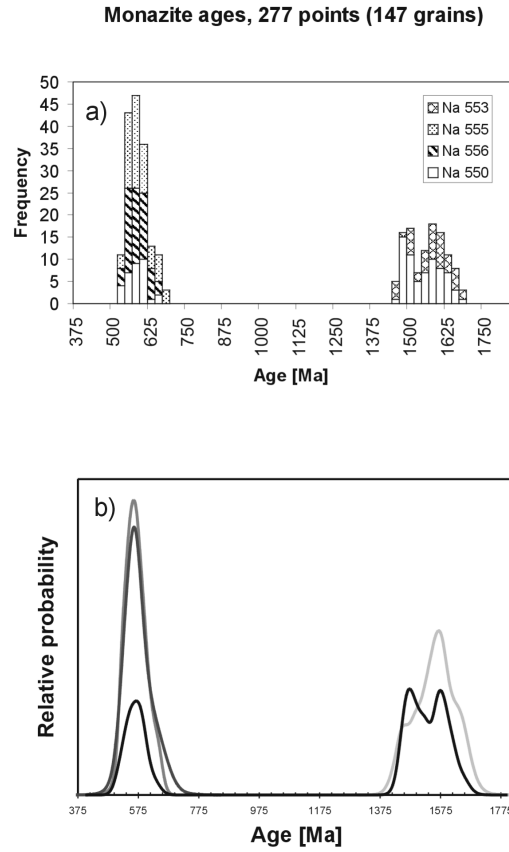 Monazite ages, 277 points (147 grains)
50
45
40
35
30
25
20
15
10
5
0
Frequency
a)
Na 553
Na 555
Na 556
Na 550
375
500
625
750
875
1000
1125
1250
1375
1500
1625
1750
Age [Ma]
b)
Relative probability
375
575
775
975
1175
1375
1575
1775
Age [Ma]